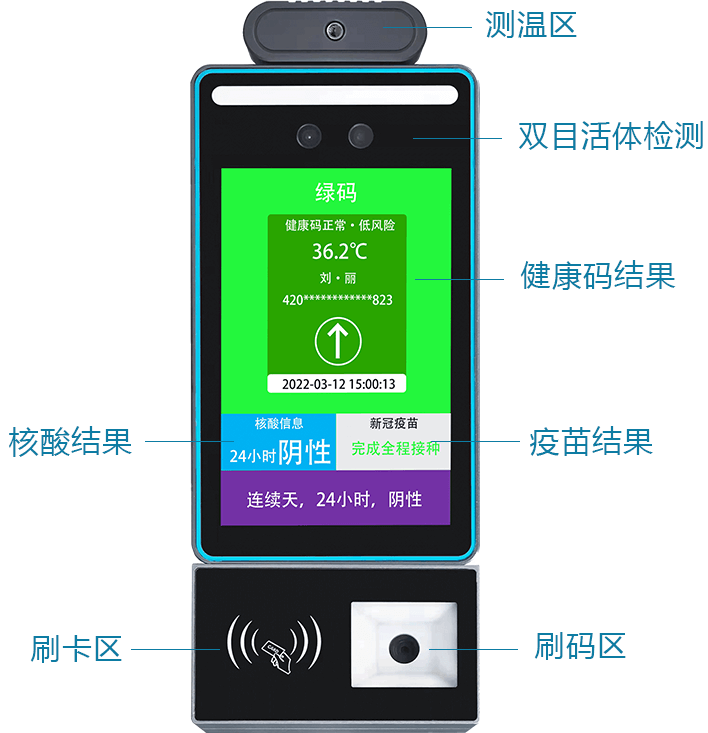 测温区
双目活体检测
绿码
健康码正常·低风险
36.2℃
刘·丽
420************823
健康码结果
2022-03-12 15:00:13
核酸结果
核酸信息
24小时阴性
新冠疫苗
完成全程接种
疫苗结果
连续天，24小时，阴性
刷卡区
CARD
刷码区